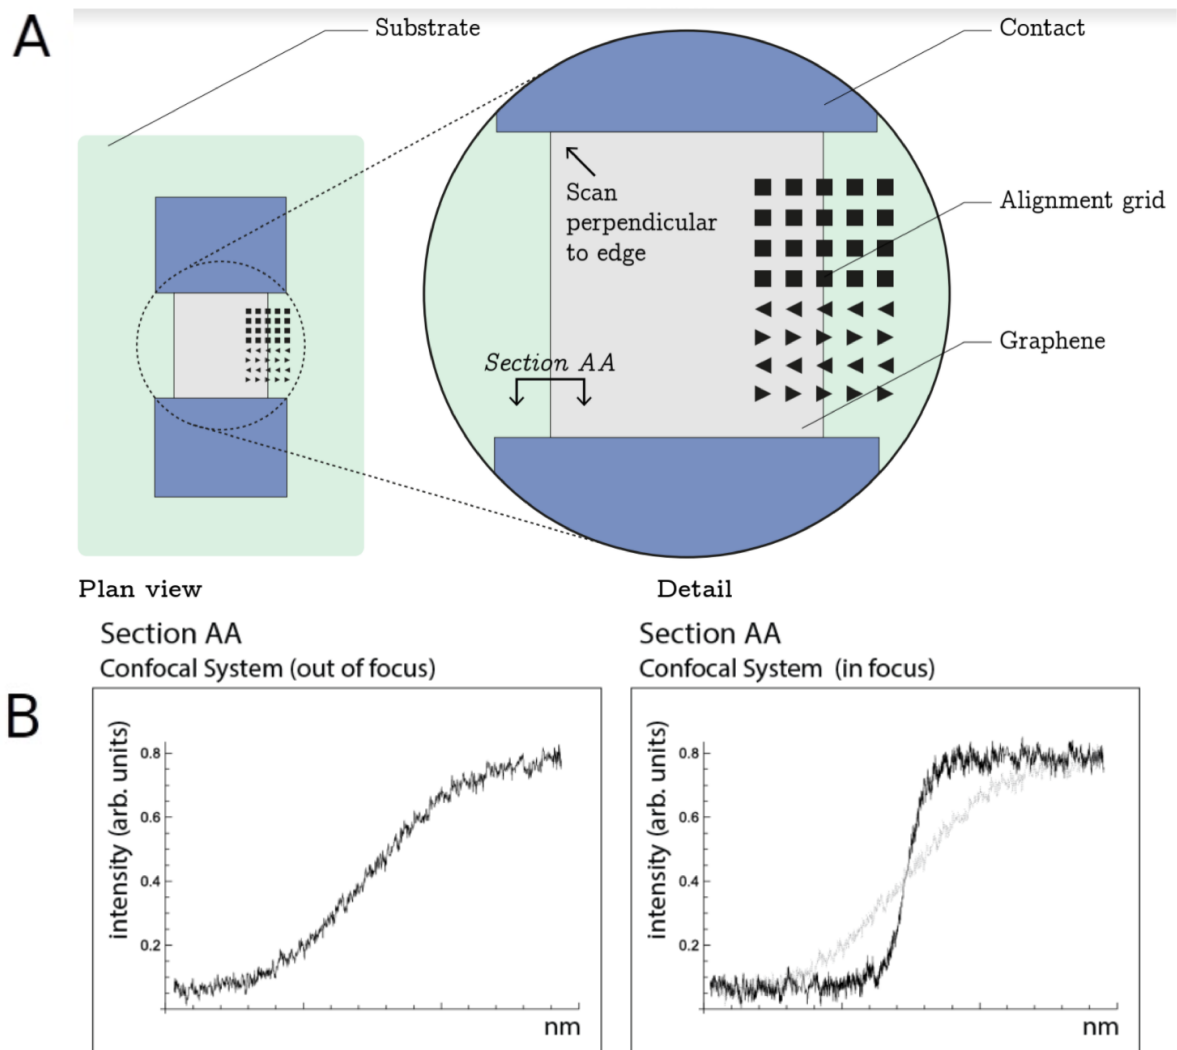 A
Substrate
Contact
Scan
perpendicular
to edge
Alignment grid
Section AA
Graphene
Plan view
Detail
Section AA
Confocal System (out of focus)
Section AA
Confocal System (in focus)
B
intensity (arb. units)
0.8
0.6
0.4
0.2
nm
intensity (arb. units)
0.8
0.6
0.4
0.2
nm